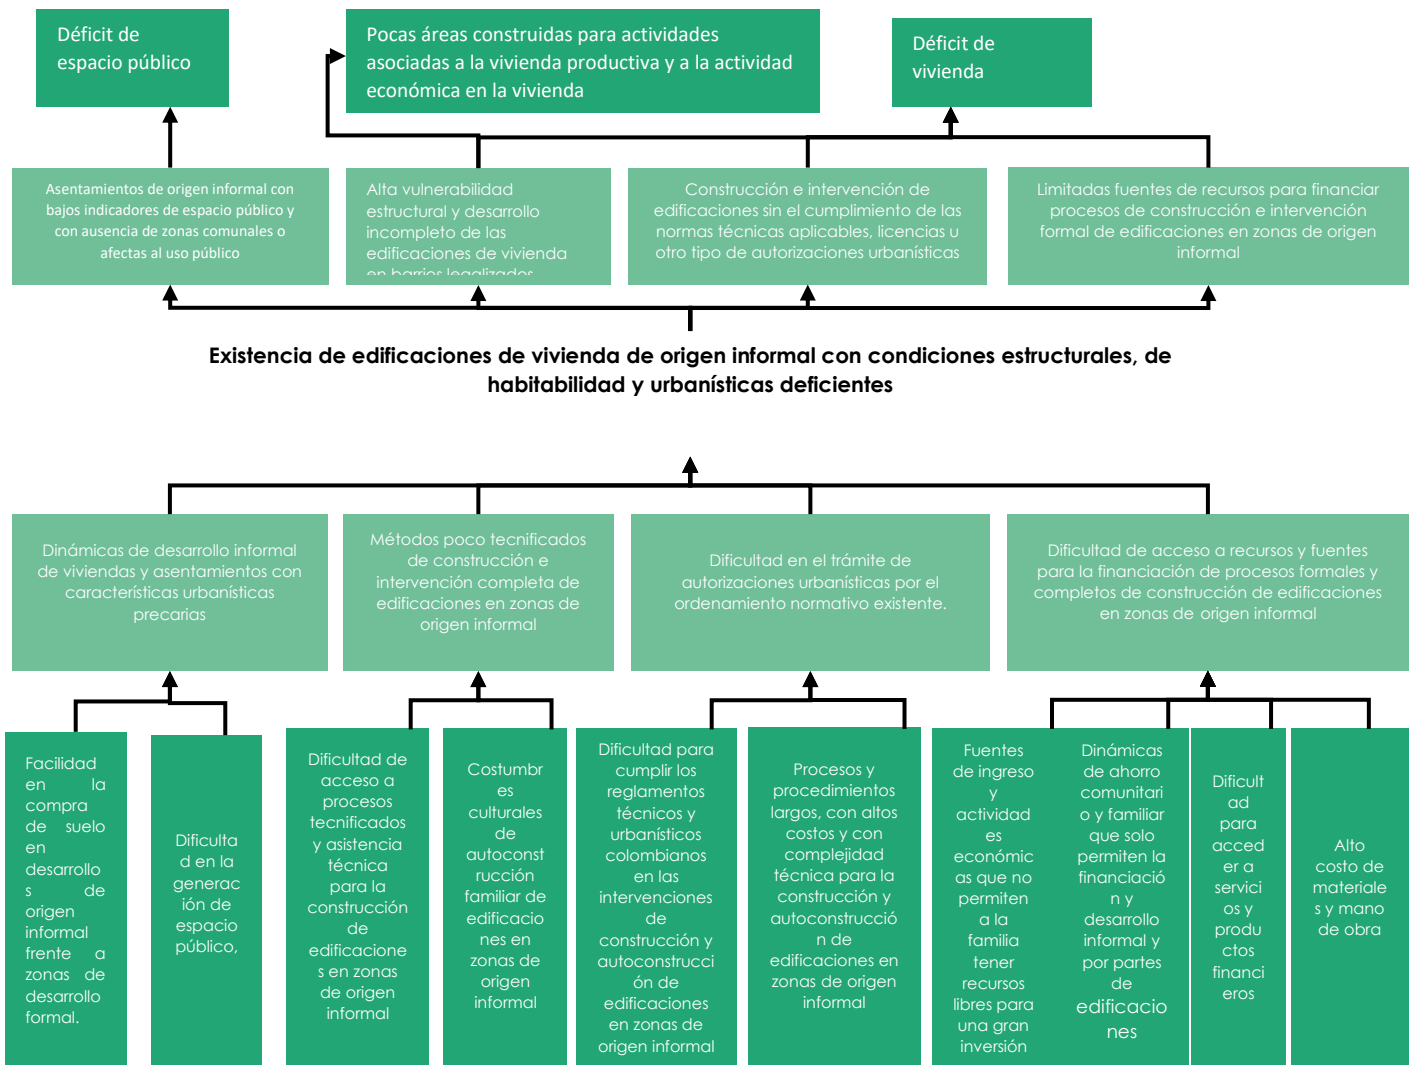 Déficit de
espacio público
Pocas áreas construidas para actividades
asociadas a la vivienda productiva y a la actividad
económica en la vivienda
Déficit de
vivienda
Asentamientos de origen informal con
bajos indicadores de espacio público y
con ausencia de zonas comunales o
afectas al uso público
Alta vulnerabilidad
estructural y desarrollo
incompleto de las
edificaciones de vivienda
en barrios legalizados
Construcción e intervención de
edificaciones sin el cumplimiento de las
normas técnicas aplicables, licencias u
otro tipo de autorizaciones urbanísticas
Limitadas fuentes de recursos para financiar
procesos de construcción e intervención
formal de edificaciones en zonas de origen
informal
Existencia de edificaciones de vivienda de origen informal con condiciones estructurales, de
habitabilidad y urbanísticas deficientes
Dinámicas de desarrollo informal
de viviendas y asentamientos con
características urbanísticas
precarias
Métodos poco tecnificados
de construcción e
intervención completa de
edificaciones en zonas de
origen informal
Dificultad en el trámite de
autorizaciones urbanísticas por el
ordenamiento normativo existente.
Dificultad de acceso a recursos y fuentes
para la financiación de procesos formales y
completos de construcción de edificaciones
en zonas de origen informal
Facilidad
en la
compra
de suelo
en
desarrollo
s de
origen
informal
frente a
zonas de
desarrollo
formal.
Dificulta
d en la
generac
ión de
espacio
público,
Dificultad de
acceso a
procesos
tecnificados
y asistencia
técnica
para la
construcción
de
edificacione
s en zonas
de origen
informal
Costumbr
es
culturales
de
autoconst
rucción
familiar de
edificacio
nes en
zonas de
origen
informal
Dificultad para
cumplir los
reglamentos
técnicos y
urbanísticos
colombianos
en las
intervenciones
de
construcción y
autoconstrucci
ón de
edificaciones
en zonas de
origen informal
Procesos y
procedimientos
largos, con altos
costos y con
complejidad
técnica para la
construcción y
autoconstrucció
n de
edificaciones en
zonas de origen
informal
Fuentes
de ingreso
y
actividad
es
económic
as que no
permiten
a la
familia
tener
recursos
libres para
una gran
inversión
Dinámicas
de ahorro
comunitari
o y familiar
que solo
permiten la
financiació
n y
desarrollo
informal y
por partes
de
edificacio
nes
Dificult
ad
para
acced
er a
servici
os y
produ
ctos
financi
eros
Alto
costo de
materiale
s y mano
de obra